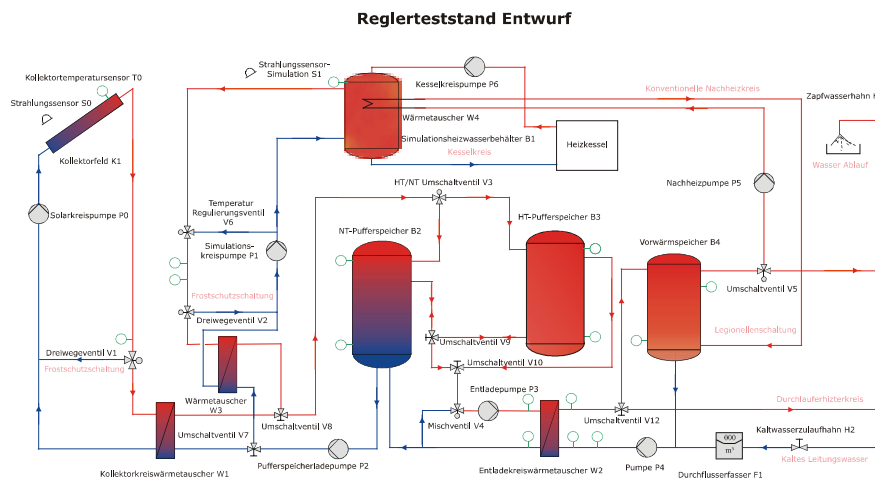 Reglerteststand Entwurf
Kollektortemperatursensor T0
Strahlungssensor S0
Kollektorfeld K1
Solarkreispumpe P0
Dreiwegeventil V1
Frostschutzschaltung
Kollektorkreiswärmetauscher W1
Strahlungssensor-
Simulation S1
Kesselkreispumpe P6
Konventionelle Nachheizkreis
Zapfwasserhahn H
Wärmetauscher W4
Simulationsheizwasserbehälter B1
Heizkessel
Kesselkreis
Wasser Ablauf
Nachheizpumpe P5
HT/NT Umschaltventil V3
Temperatur
Regulierungsventil
V6
Simulations-
kreispumpe P1
NT-Pufferspeicher B2
HT-Pufferspeicher B3
Vorwärmspeicher B4
Frostschutzschaltung
Dreiwegeventil V2
Umschaltventil V5
Legionellenschaltung
Umschaltventil V9
Umschaltventil V10
Entladepumpe P3
Wärmetauscher
W3
Umschaltventil V8
Mischventil V4
Umschaltventil V12
Durchlauferhizterkreis
Umschaltventil V7
Pufferspeicherladepumpe P2
Entladekreiswärmetauscher W2
Pumpe P4
000
m³
Durchflusserfasser F1
Kaltwasserzulaufhahn H2
Kaltes Leitungswasser